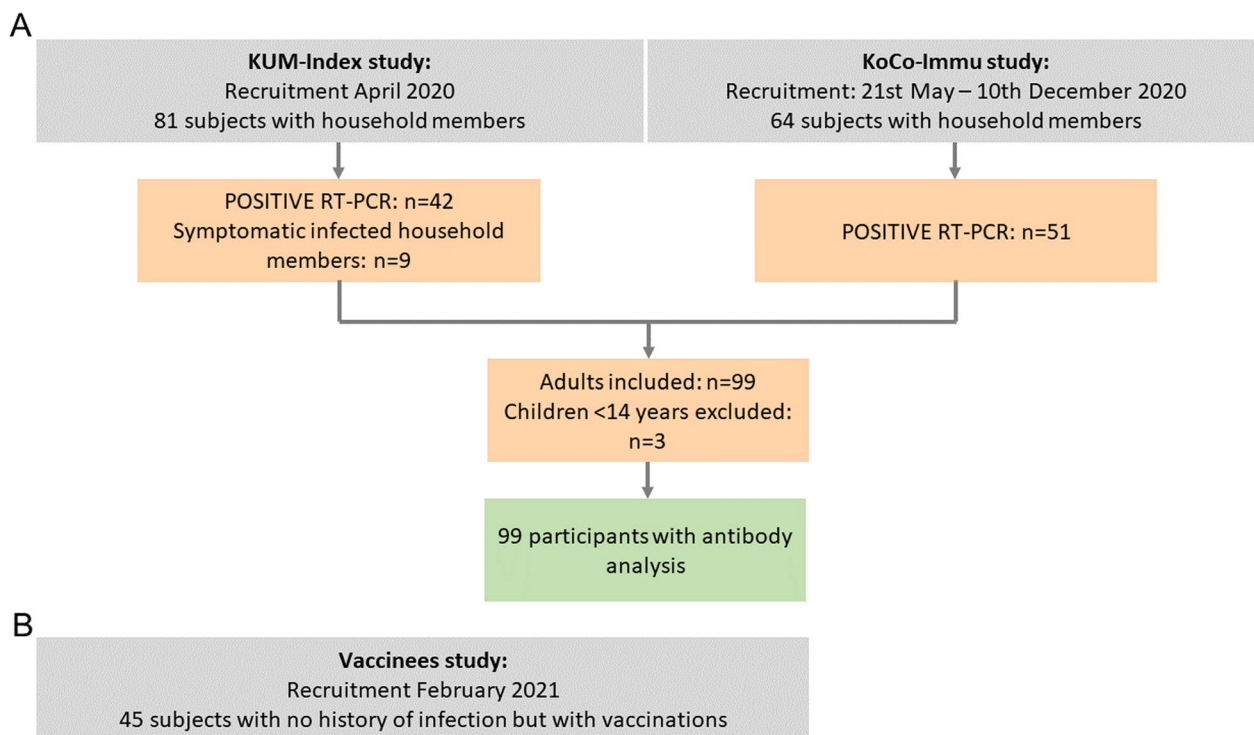 A
KUM-Index study:
Recruitment April 2020
81 subjects with household members
KoCo-Immu study:
Recruitment: 21st May – 10th December 2020
64 subjects with household members
POSITIVE RT-PCR: n=42
Symptomatic infected household
members: n=9
POSITIVE RT-PCR: n=51
Adults included: n=99
Children <14 years excluded:
n=3
99 participants with antibody
analysis
B
Vaccinees study:
Recruitment February 2021
45 subjects with no history of infection but with vaccinations